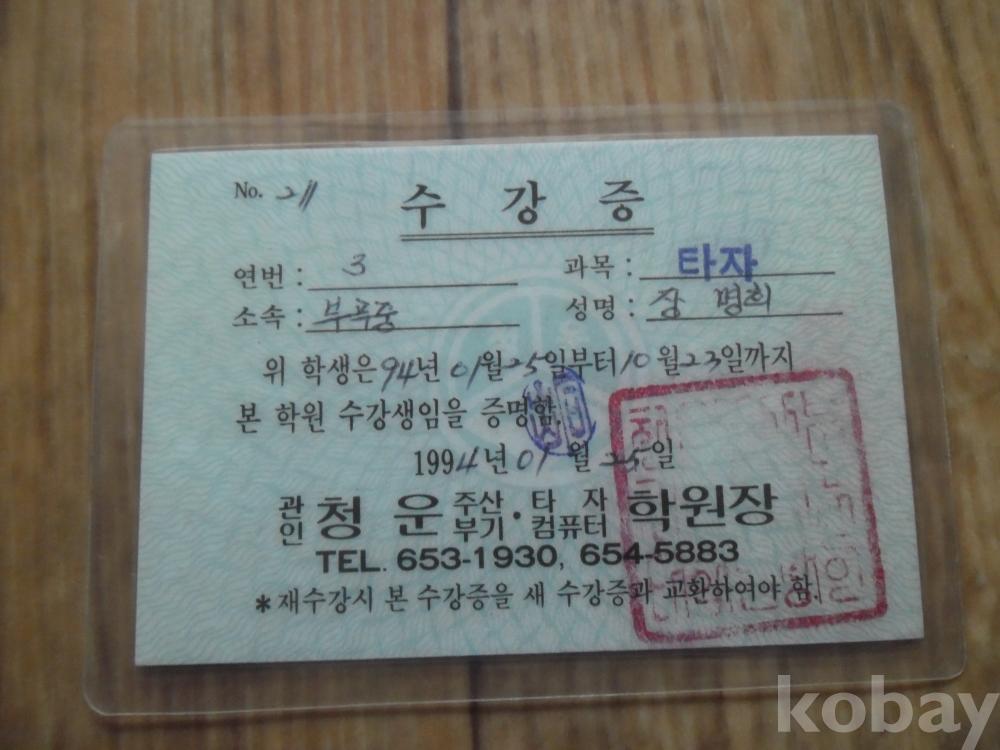 No. 211
수 강 증
연번 : 3 과목 : 타자
소속 : 부곡중 성명 : 장 명희
위 학생은 94년 01월 25일부터 10월 23일까지
본 학원 수강생임을 증명함.
1994년 01월 25일
관인 청운 주산·타자 부기 컴퓨터 학원장
TEL. 653-1930, 654-5883
*재수강시 본 수강증을 새 수강증과 교환하여야 함.
kobay